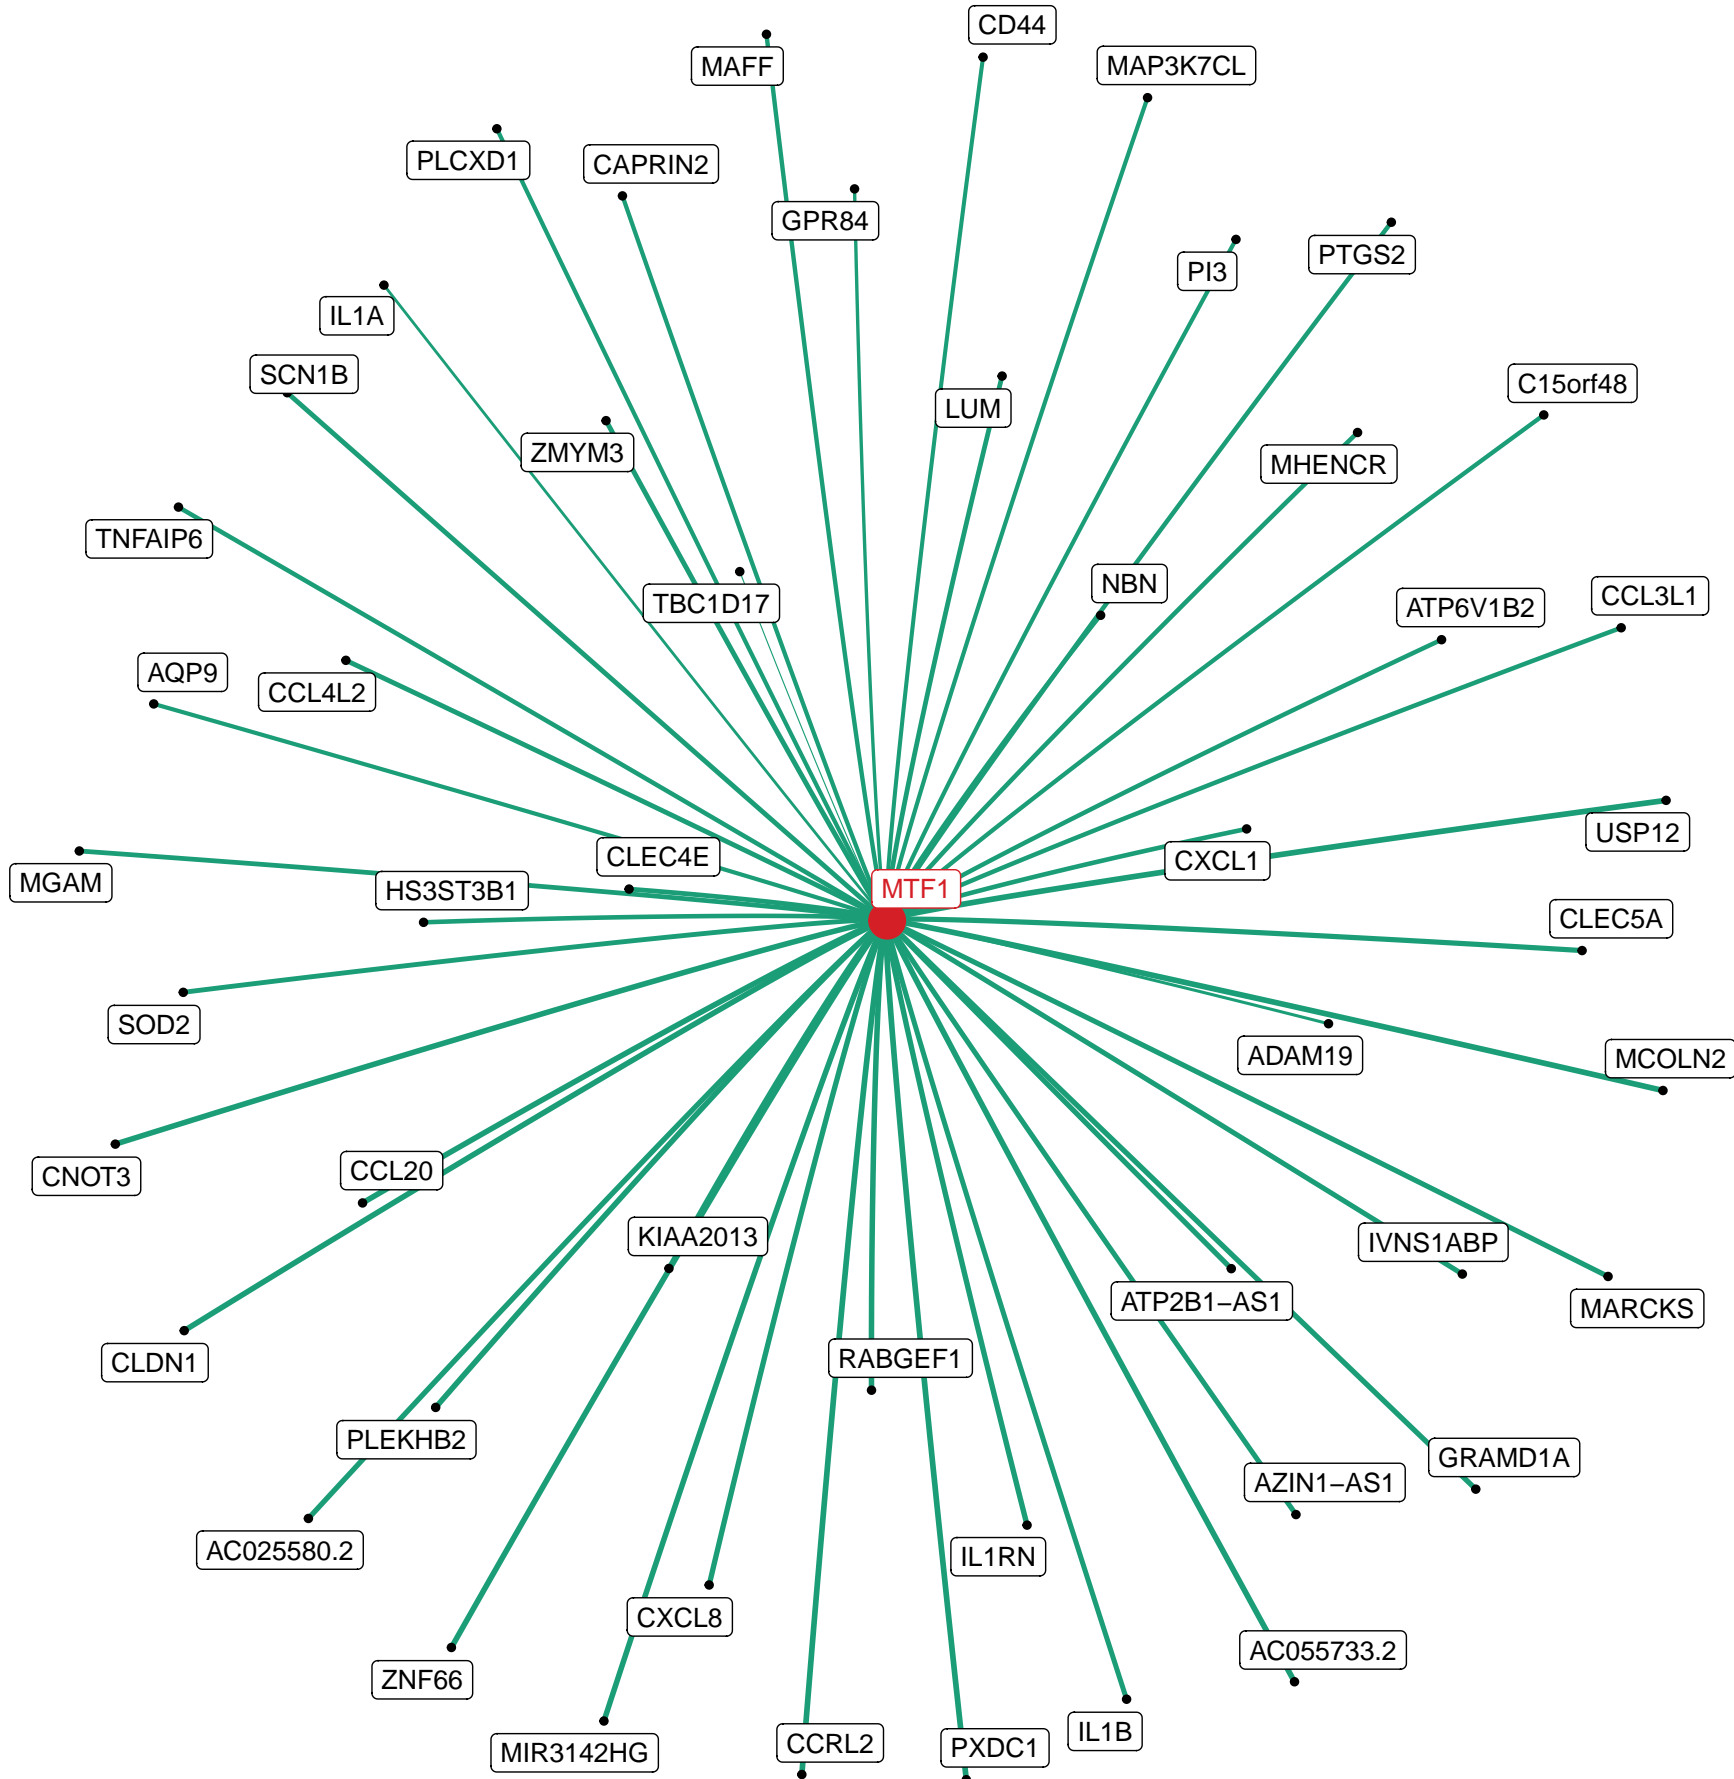 CD44
MAFF
MAP3K7CL
PLCXD1
CAPRIN2
GPR84
PTGS2
PI3
IL1A
SCN1B
C15orf48
LUM
ZMYM3
MHENCR
TNFAIP6
NBN
TBC1D17
CCL3L1
ATP6V1B2
AQP9
CCL4L2
USP12
CLEC4E
CXCL1
MGAM
HS3ST3B1
MTF1
CLEC5A
SOD2
ADAM19
MCOLN2
CCL20
CNOT3
KIAA2013
IVNS1ABP
ATP2B1−AS1
MARCKS
RABGEF1
CLDN1
PLEKHB2
GRAMD1A
AZIN1−AS1
AC025580.2
IL1RN
CXCL8
AC055733.2
ZNF66
IL1B
CCRL2
PXDC1
MIR3142HG